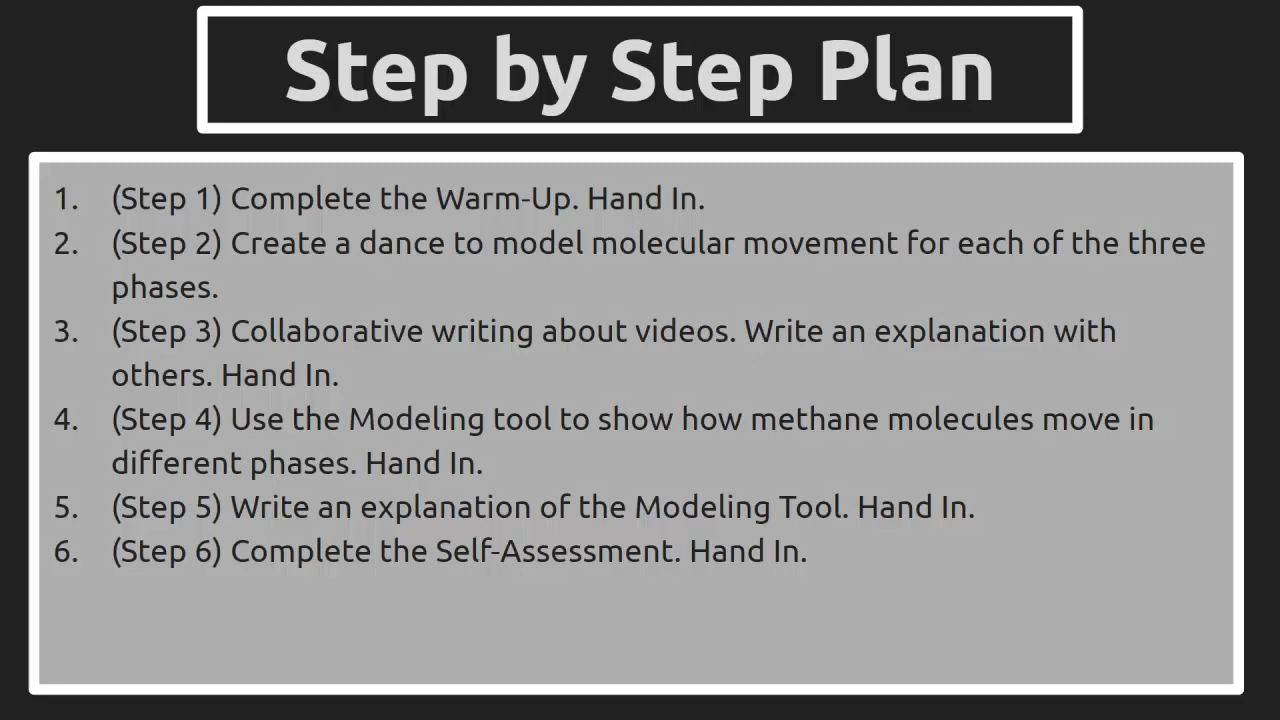 Step by Step Plan
1. (Step 1) Complete the Warm-Up. Hand In.
2. (Step 2) Create a dance to model molecular movement for each of the three
phases.
3. (Step 3) Collaborative writing about videos. Write an explanation with
others. Hand In.
4. (Step 4) Use the Modeling tool to show how methane molecules move in
different phases. Hand In.
5. (Step 5) Write an explanation of the Modeling Tool. Hand In.
6. (Step 6) Complete the Self-Assessment. Hand In.